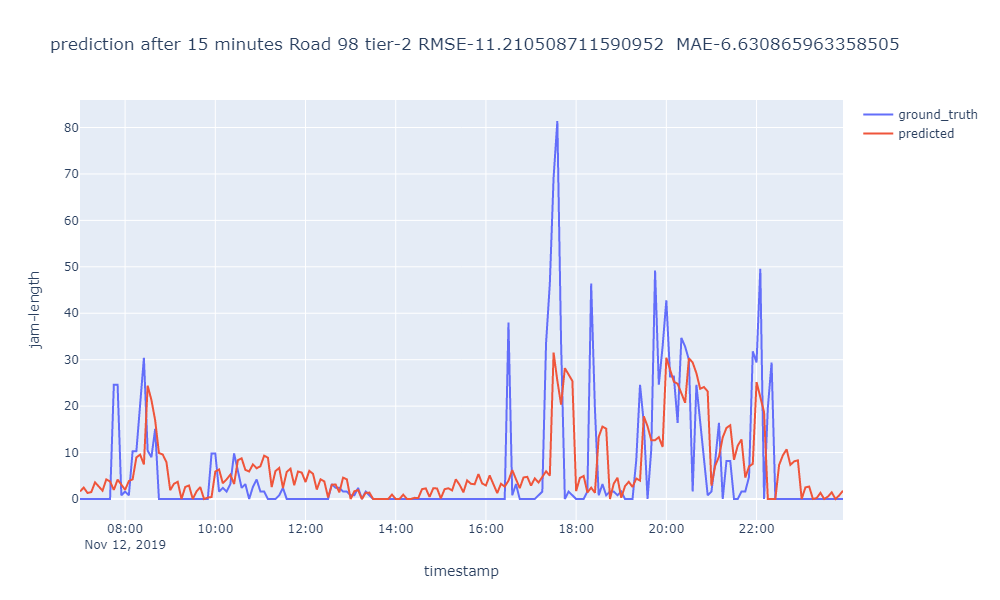 prediction after 15 minutes Road 98 tier-2 RMSE-11.210508711590952  MAE-6.630865963358505
ground_truth
predicted
80
70
60
50
40
30
20
10
0
jam-length
08:00 10:00 12:00 14:00 16:00 18:00 20:00 22:00
Nov 12, 2019
timestamp